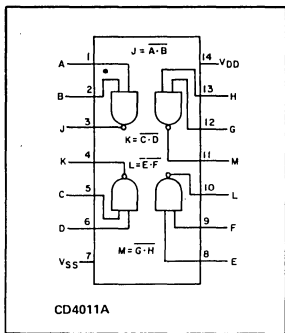 J = A·B
A 1 14 VDD
B 2 13 H
J 3 12 G
K = C·D
K 4 11 M
L = E·F
C 5 10 L
D 6 9 F
M = G·H
VSS 7 8 E
CD4011A